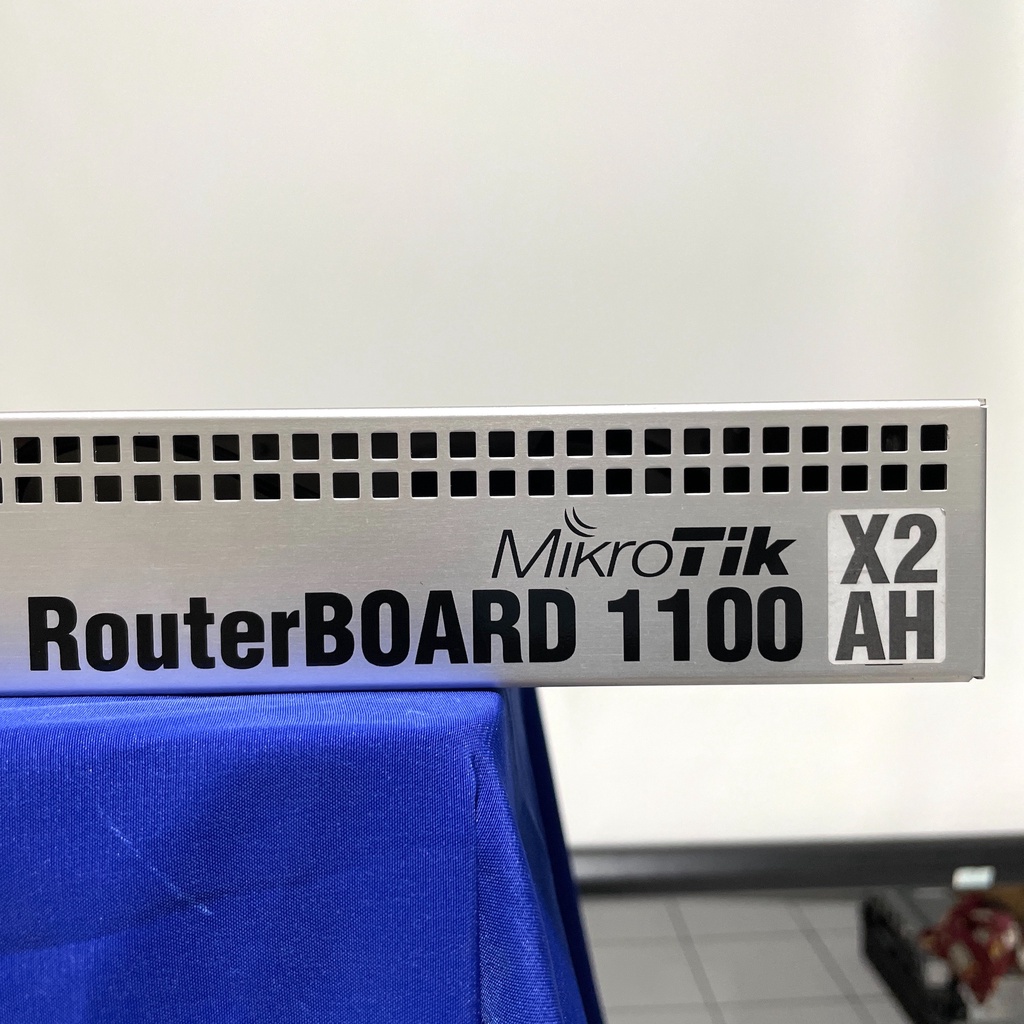 MikroTik
RouterBOARD 1100
X2
AH